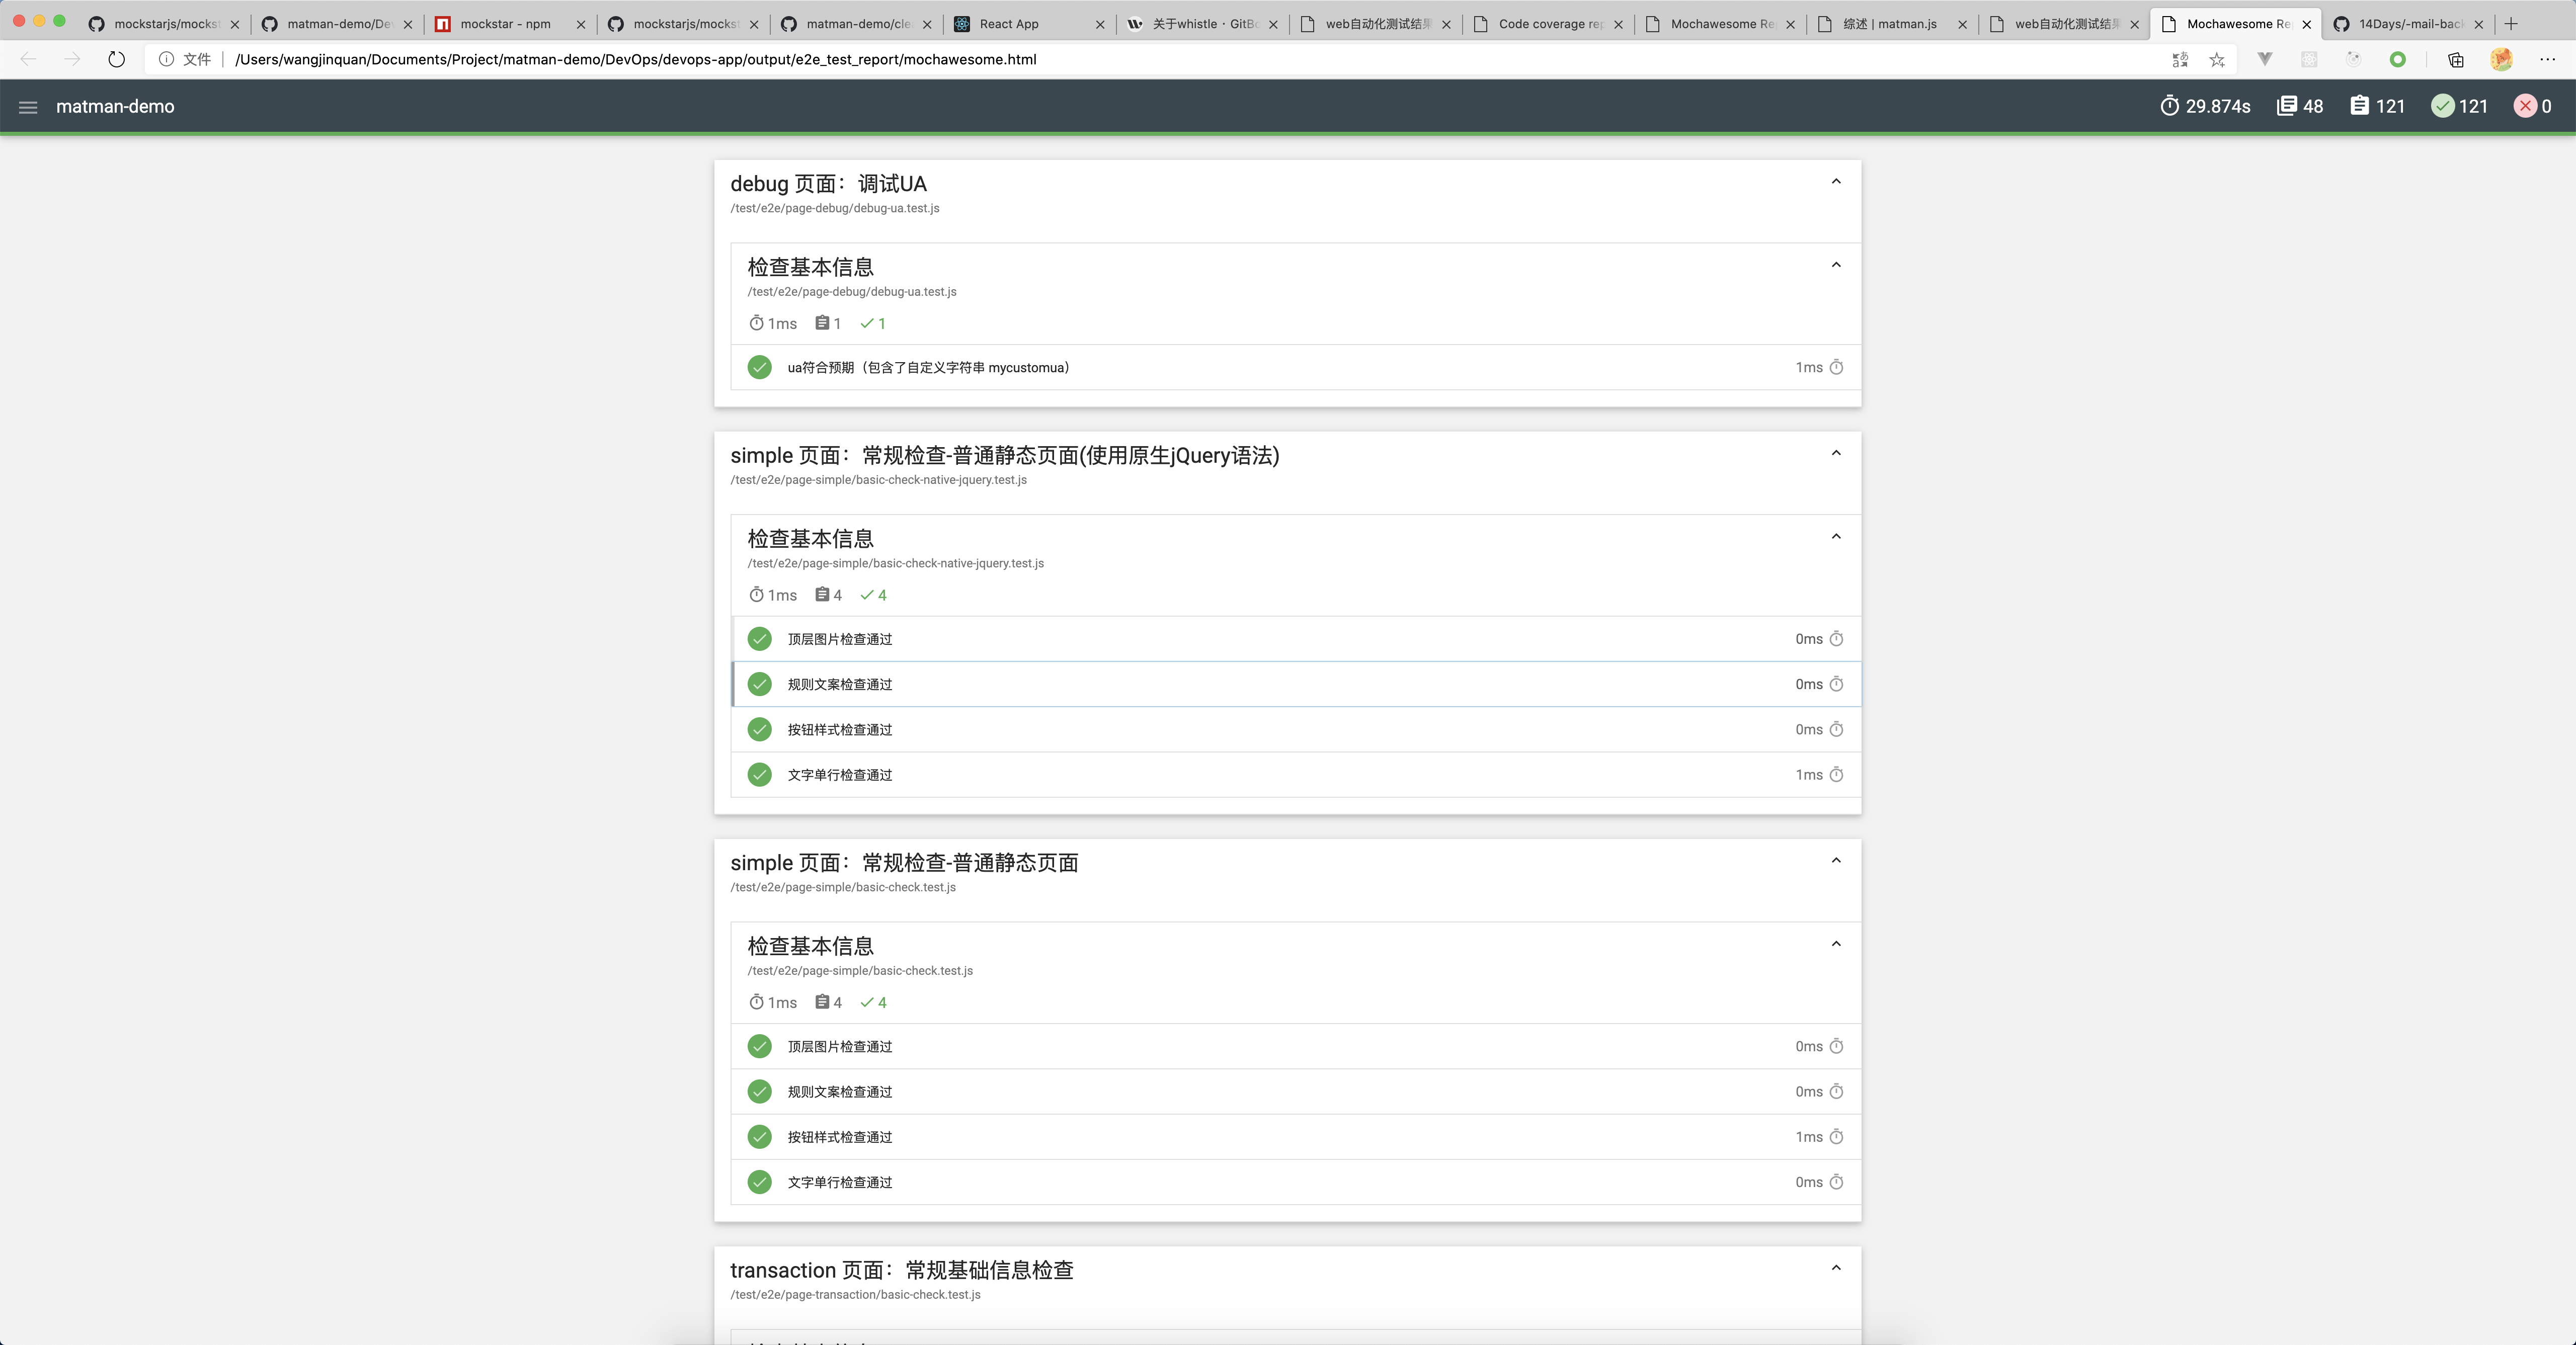 mockstarjs/mockst
matman-demo/De
mockstar - npm
mockstarjs/mockst
matman-demo/cle
React App
关于whistle · GitBo
web自动化测试结果
Code coverage rep
Mochawesome Re
综述 | matman.js
web自动化测试结果
Mochawesome Re
14Days/-mail-back
文件
/Users/wangjinquan/Documents/Project/matman-demo/DevOps/devops-app/output/e2e_test_report/mochawesome.html
matman-demo
29.874s
48
121
121
0
debug 页面：调试UA
/test/e2e/page-debug/debug-ua.test.js
检查基本信息
/test/e2e/page-debug/debug-ua.test.js
1ms 1 1
ua符合预期（包含了自定义字符串 mycustomua） 1ms
simple 页面：常规检查-普通静态页面(使用原生jQuery语法)
/test/e2e/page-simple/basic-check-native-jquery.test.js
检查基本信息
/test/e2e/page-simple/basic-check-native-jquery.test.js
1ms 4 4
顶层图片检查通过 0ms
规则文案检查通过 0ms
按钮样式检查通过 0ms
文字单行检查通过 1ms
simple 页面：常规检查-普通静态页面
/test/e2e/page-simple/basic-check.test.js
检查基本信息
/test/e2e/page-simple/basic-check.test.js
1ms 4 4
顶层图片检查通过 0ms
规则文案检查通过 0ms
按钮样式检查通过 1ms
文字单行检查通过 0ms
transaction 页面：常规基础信息检查
/test/e2e/page-transaction/basic-check.test.js